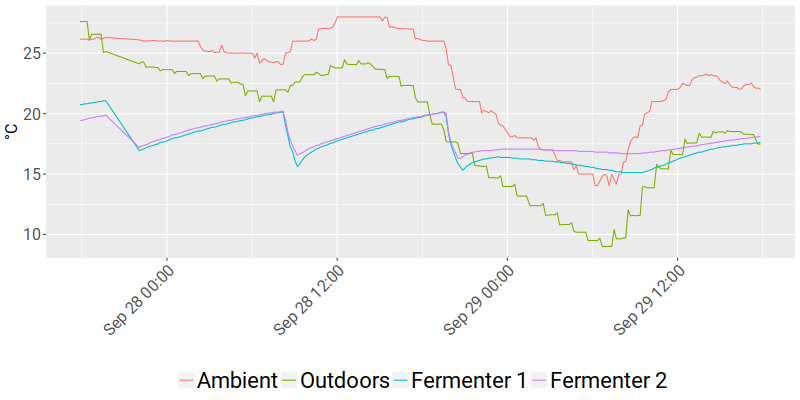 °C
25
20
15
10
Sep 28 00:00
Sep 28 12:00
Sep 29 00:00
Sep 29 12:00
Ambient Outdoors Fermenter 1 Fermenter 2